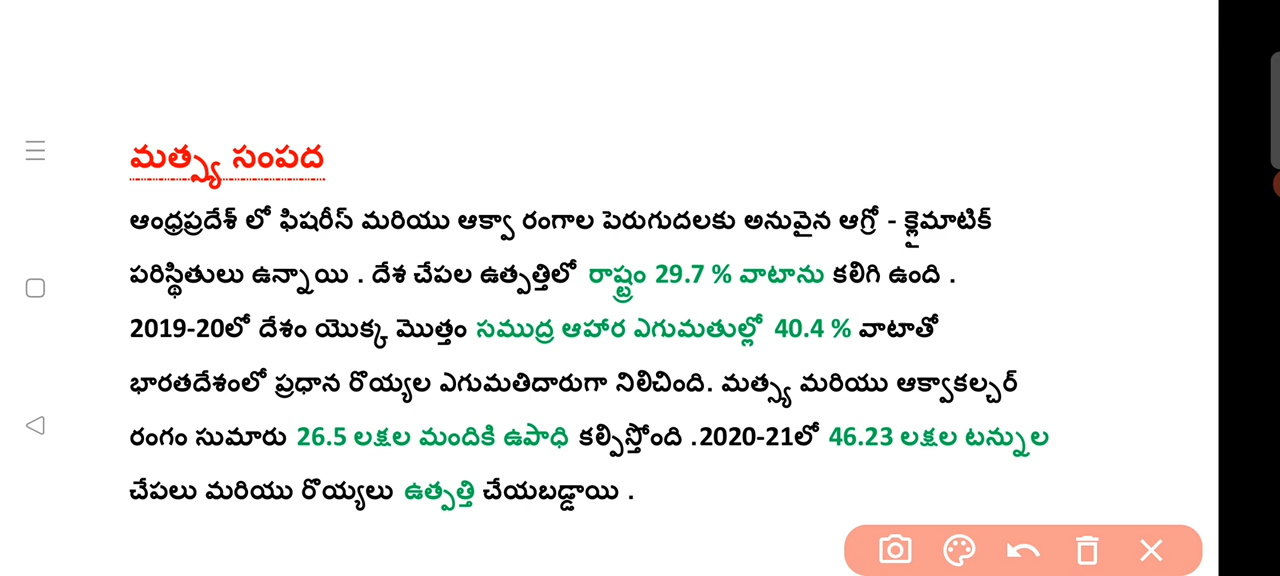 మత్స్య సంపద
ఆంధ్రప్రదేశ్ లో ఫిషరీస్ మరియు ఆక్వా రంగాల పెరుగుదలకు అనువైన ఆగ్రో - క్లైమాటిక్
పరిస్థితులు ఉన్నాయి . దేశ చేపల ఉత్పత్తిలో రాష్ట్రం 29.7 % వాటాను కలిగి ఉంది .
2019-20లో దేశం యొక్క మొత్తం సముద్ర ఆహార ఎగుమతుల్లో 40.4 % వాటాతో
భారతదేశంలో ప్రధాన రొయ్యల ఎగుమతిదారుగా నిలిచింది. మత్స్య మరియు ఆక్వాకల్చర్
రంగం సుమారు 26.5 లక్షల మందికి ఉపాధి కల్పిస్తోంది .2020-21లో 46.23 లక్షల టన్నుల
చేపలు మరియు రొయ్యలు ఉత్పత్తి చేయబడ్డాయి .